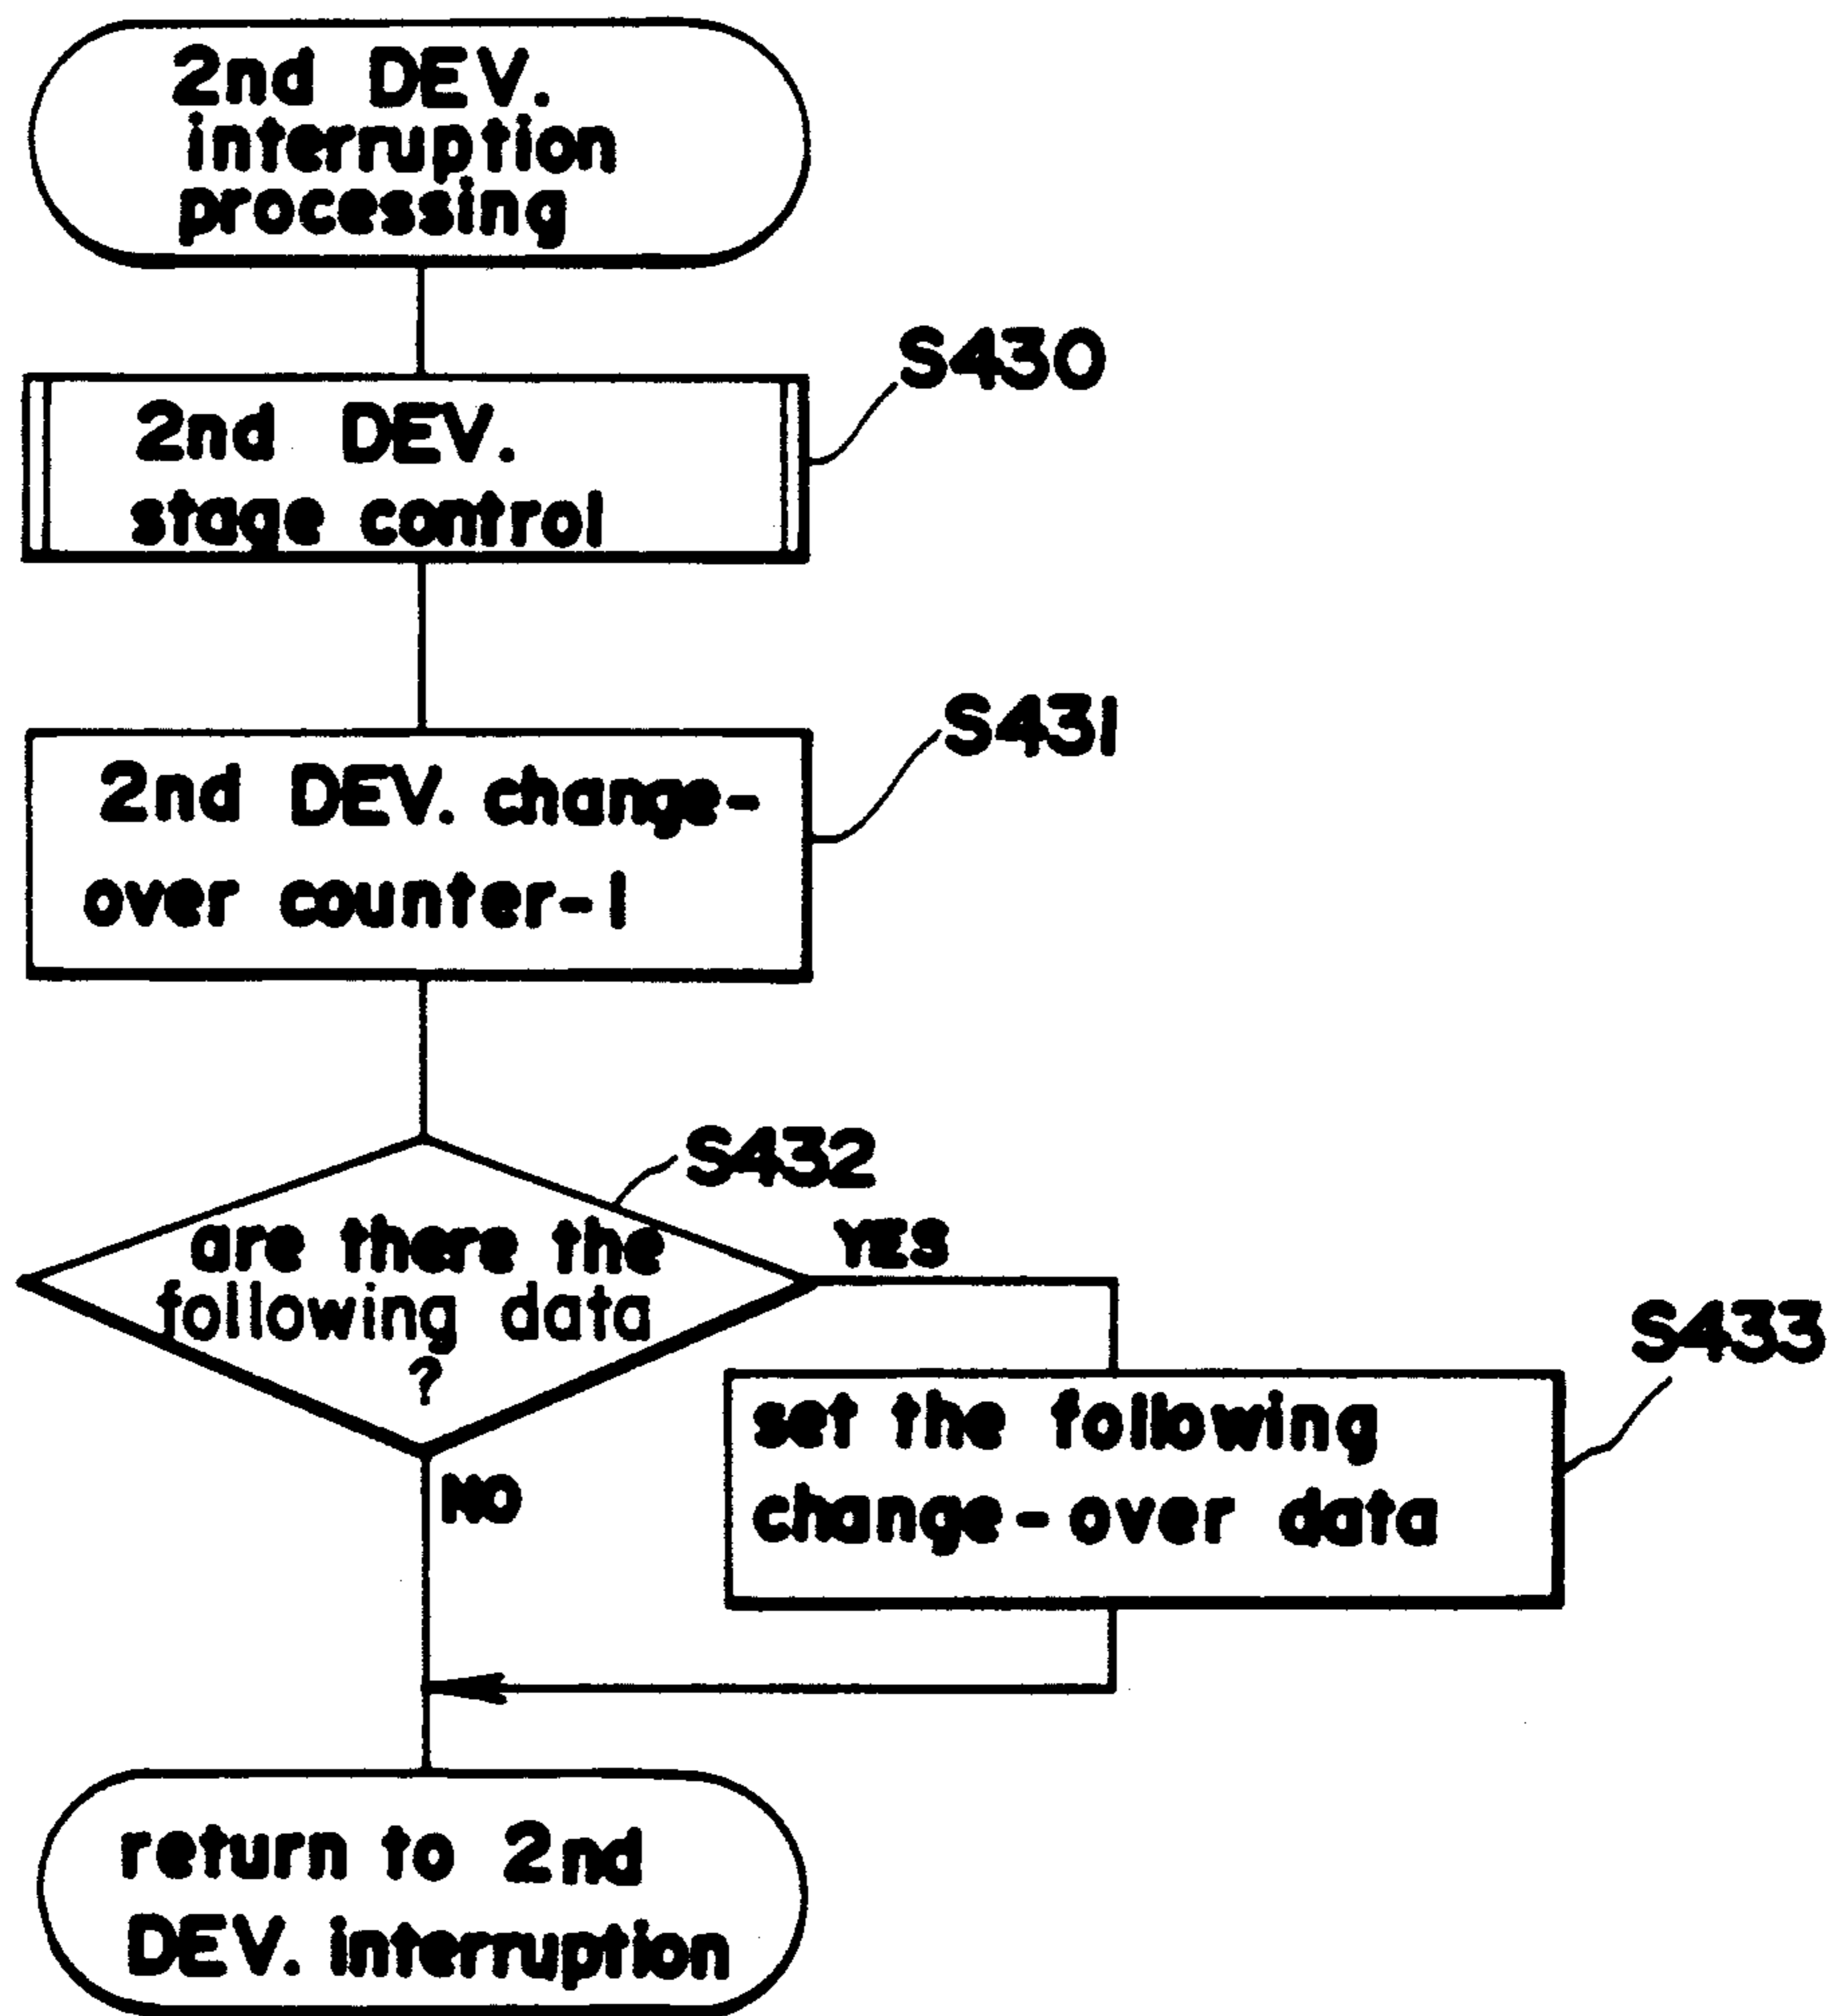 2nd DEV.
interruption
processing
S430
2nd DEV.
stage control
S431
2nd DEV. change-
over counter-1
S432
are there the
following data
?
YES
NO
S433
set the following
change-over data
return to 2nd
DEV. interruption